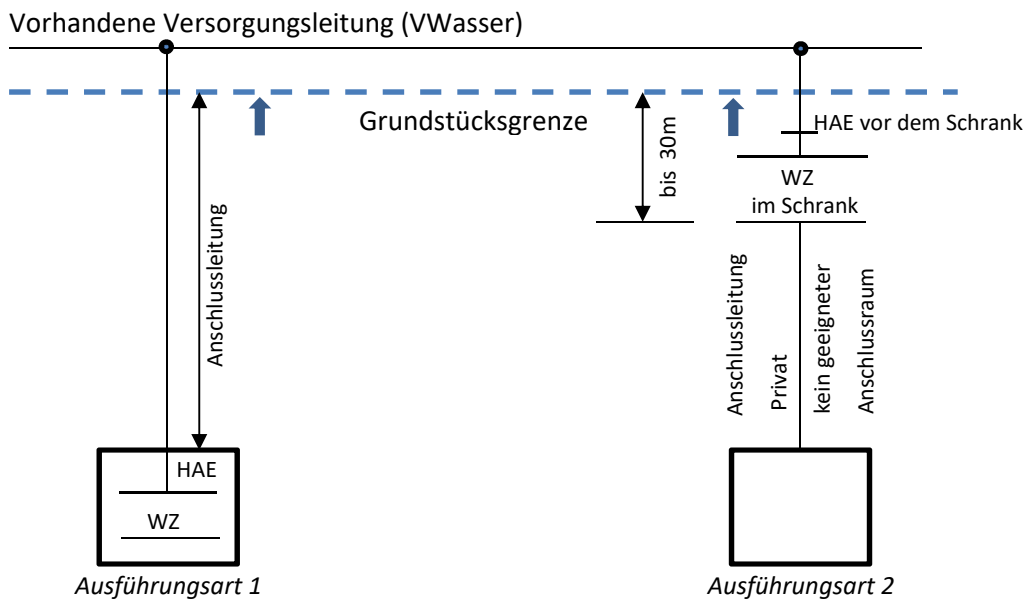 Vorhandene Versorgungsleitung (VWasser)
Grundstücksgrenze
HAE vor dem Schrank
bis 30m
WZ
im Schrank
Anschlussleitung
Anschlussleitung
Privat
kein geeigneter
Anschlussraum
HAE
WZ
Ausführungsart 1
Ausführungsart 2